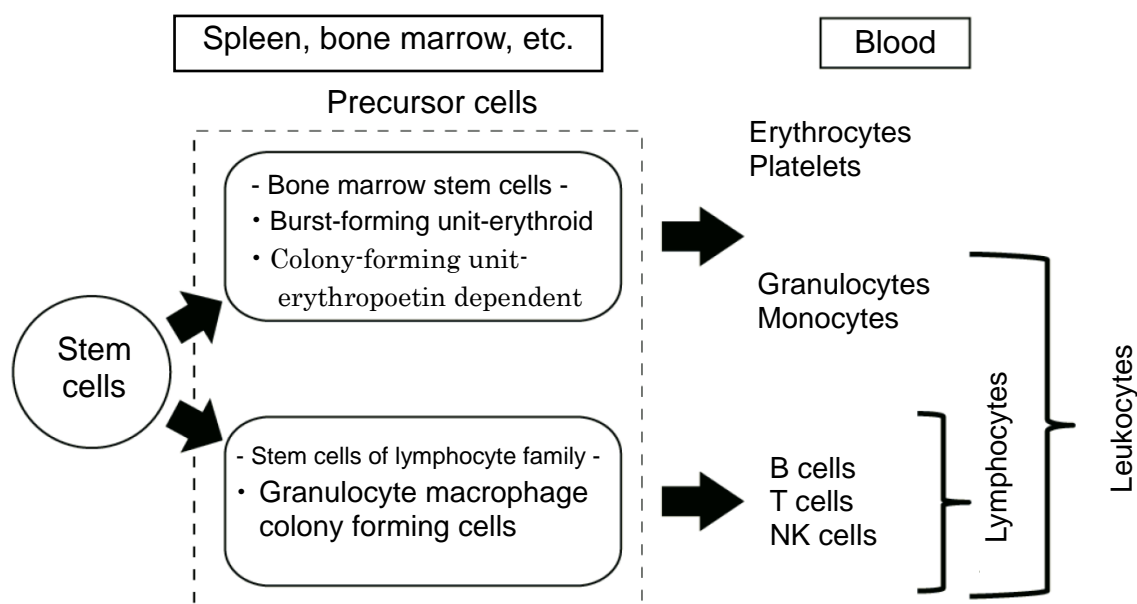 Spleen, bone marrow, etc.
Blood
Precursor cells
Erythrocytes
Platelets
- Bone marrow stem cells -
・Burst-forming unit-erythroid
・Colony-forming unit-
erythropoetin dependent
Granulocytes
Monocytes
Stem
cells
- Stem cells of lymphocyte family -
・Granulocyte macrophage
colony forming cells
B cells
T cells
NK cells
Lymphocytes
Leukocytes